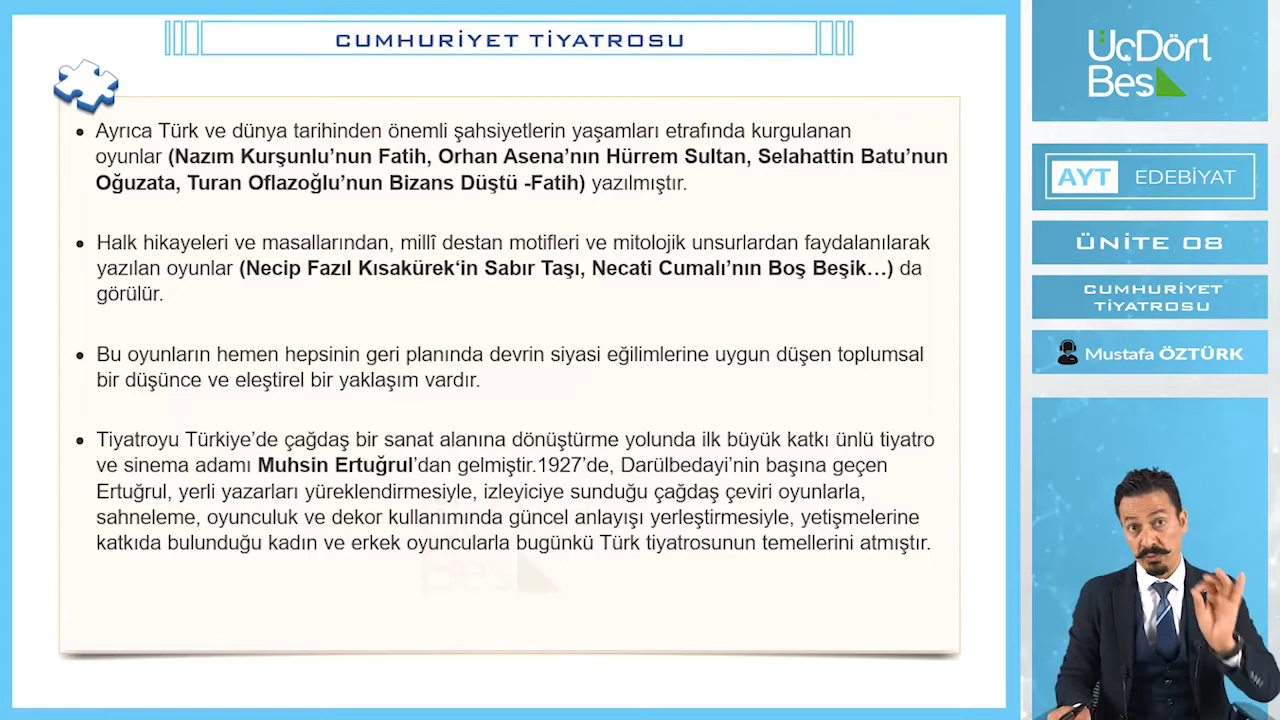 CUMHURİYET TİYATROSU
• Ayrıca Türk ve dünya tarihinden önemli şahsiyetlerin yaşamları etrafında kurgulanan
oyunlar (Nazım Kurşunlu’nun Fatih, Orhan Asena’nın Hürrem Sultan, Selahattin Batu’nun
Oğuzata, Turan Oflazoğlu’nun Bizans Düştü -Fatih) yazılmıştır.
• Halk hikayeleri ve masallarından, millî destan motifleri ve mitolojik unsurlardan faydalanılarak
yazılan oyunlar (Necip Fazıl Kısakürek‘in Sabır Taşı, Necati Cumalı’nın Boş Beşik…) da
görülür.
• Bu oyunların hemen hepsinin geri planında devrin siyasi eğilimlerine uygun düşen toplumsal
bir düşünce ve eleştirel bir yaklaşım vardır.
• Tiyatroyu Türkiye’de çağdaş bir sanat alanına dönüştürme yolunda ilk büyük katkı ünlü tiyatro
ve sinema adamı Muhsin Ertuğrul’dan gelmiştir.1927’de, Darülbedayi’nin başına geçen
Ertuğrul, yerli yazarları yüreklendirmesiyle, izleyiciye sunduğu çağdaş çeviri oyunlarla,
sahneleme, oyunculuk ve dekor kullanımında güncel anlayışı yerleştirmesiyle, yetişmelerine
katkıda bulunduğu kadın ve erkek oyuncularla bugünkü Türk tiyatrosunun temellerini atmıştır.
ÜçDört
Beş
AYT EDEBİYAT
ÜNİTE 08
CUMHURİYET
TİYATROSU
Mustafa ÖZTÜRK